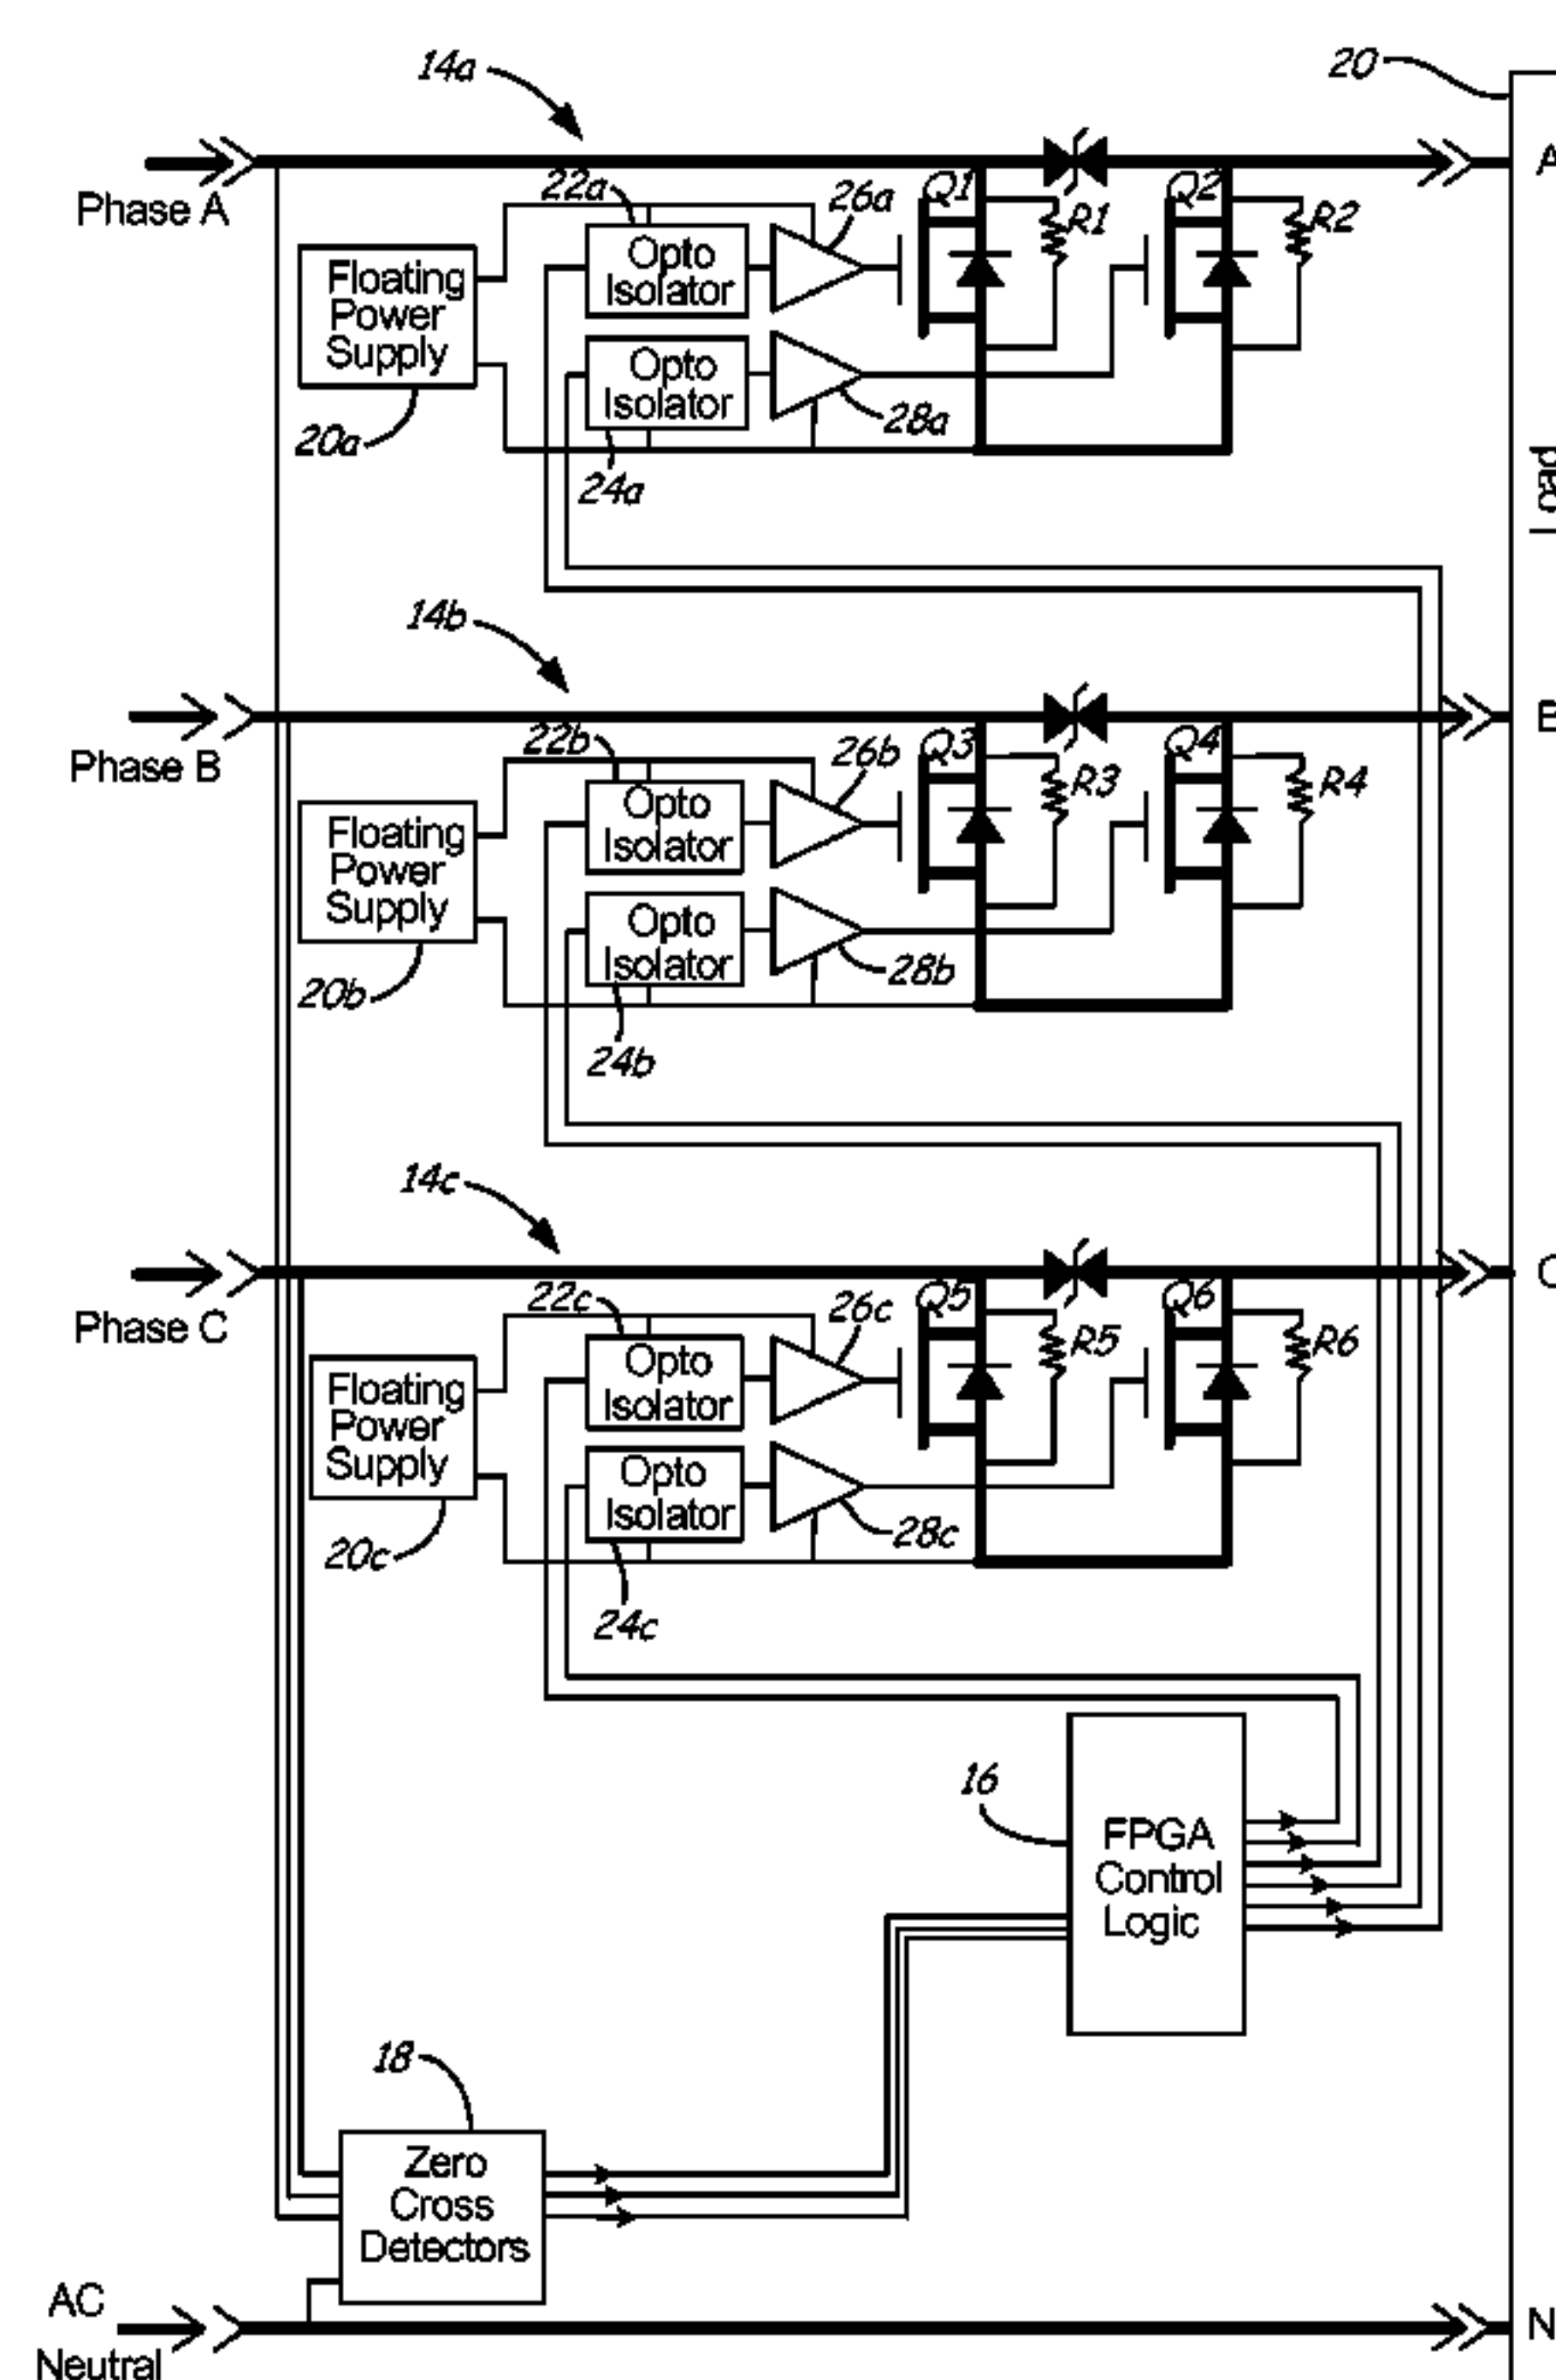 14a
20
Phase A
A
22a
26a
Q1
R1
Q2
R2
Floating
Power
Supply
Opto
Isolator
Opto
Isolator
20a
28a
24a
Load
14b
Phase B
B
22b
26b
Q3
R3
Q4
R4
Floating
Power
Supply
Opto
Isolator
Opto
Isolator
20b
28b
24b
14c
Phase C
C
22c
26c
Q5
R5
Q6
R6
Floating
Power
Supply
Opto
Isolator
Opto
Isolator
20c
28c
24c
16
FPGA
Control
Logic
18
Zero
Cross
Detectors
AC
Neutral
N